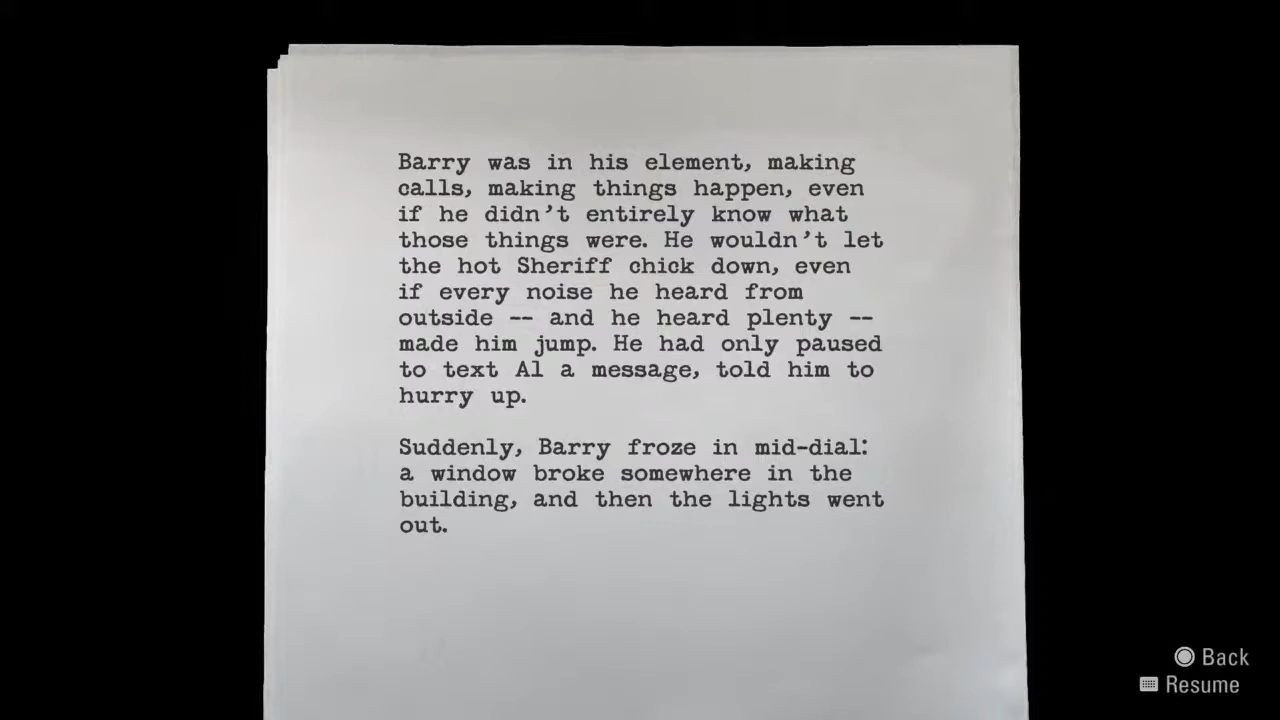 Barry was in his element, making
calls, making things happen, even
if he didn't entirely know what
those things were. He wouldn't let
the hot Sheriff chick down, even
if every noise he heard from
outside -- and he heard plenty --
made him jump. He had only paused
to text Al a message, told him to
hurry up.
Suddenly, Barry froze in mid-dial:
a window broke somewhere in the
building, and then the lights went
out.
Back
Resume